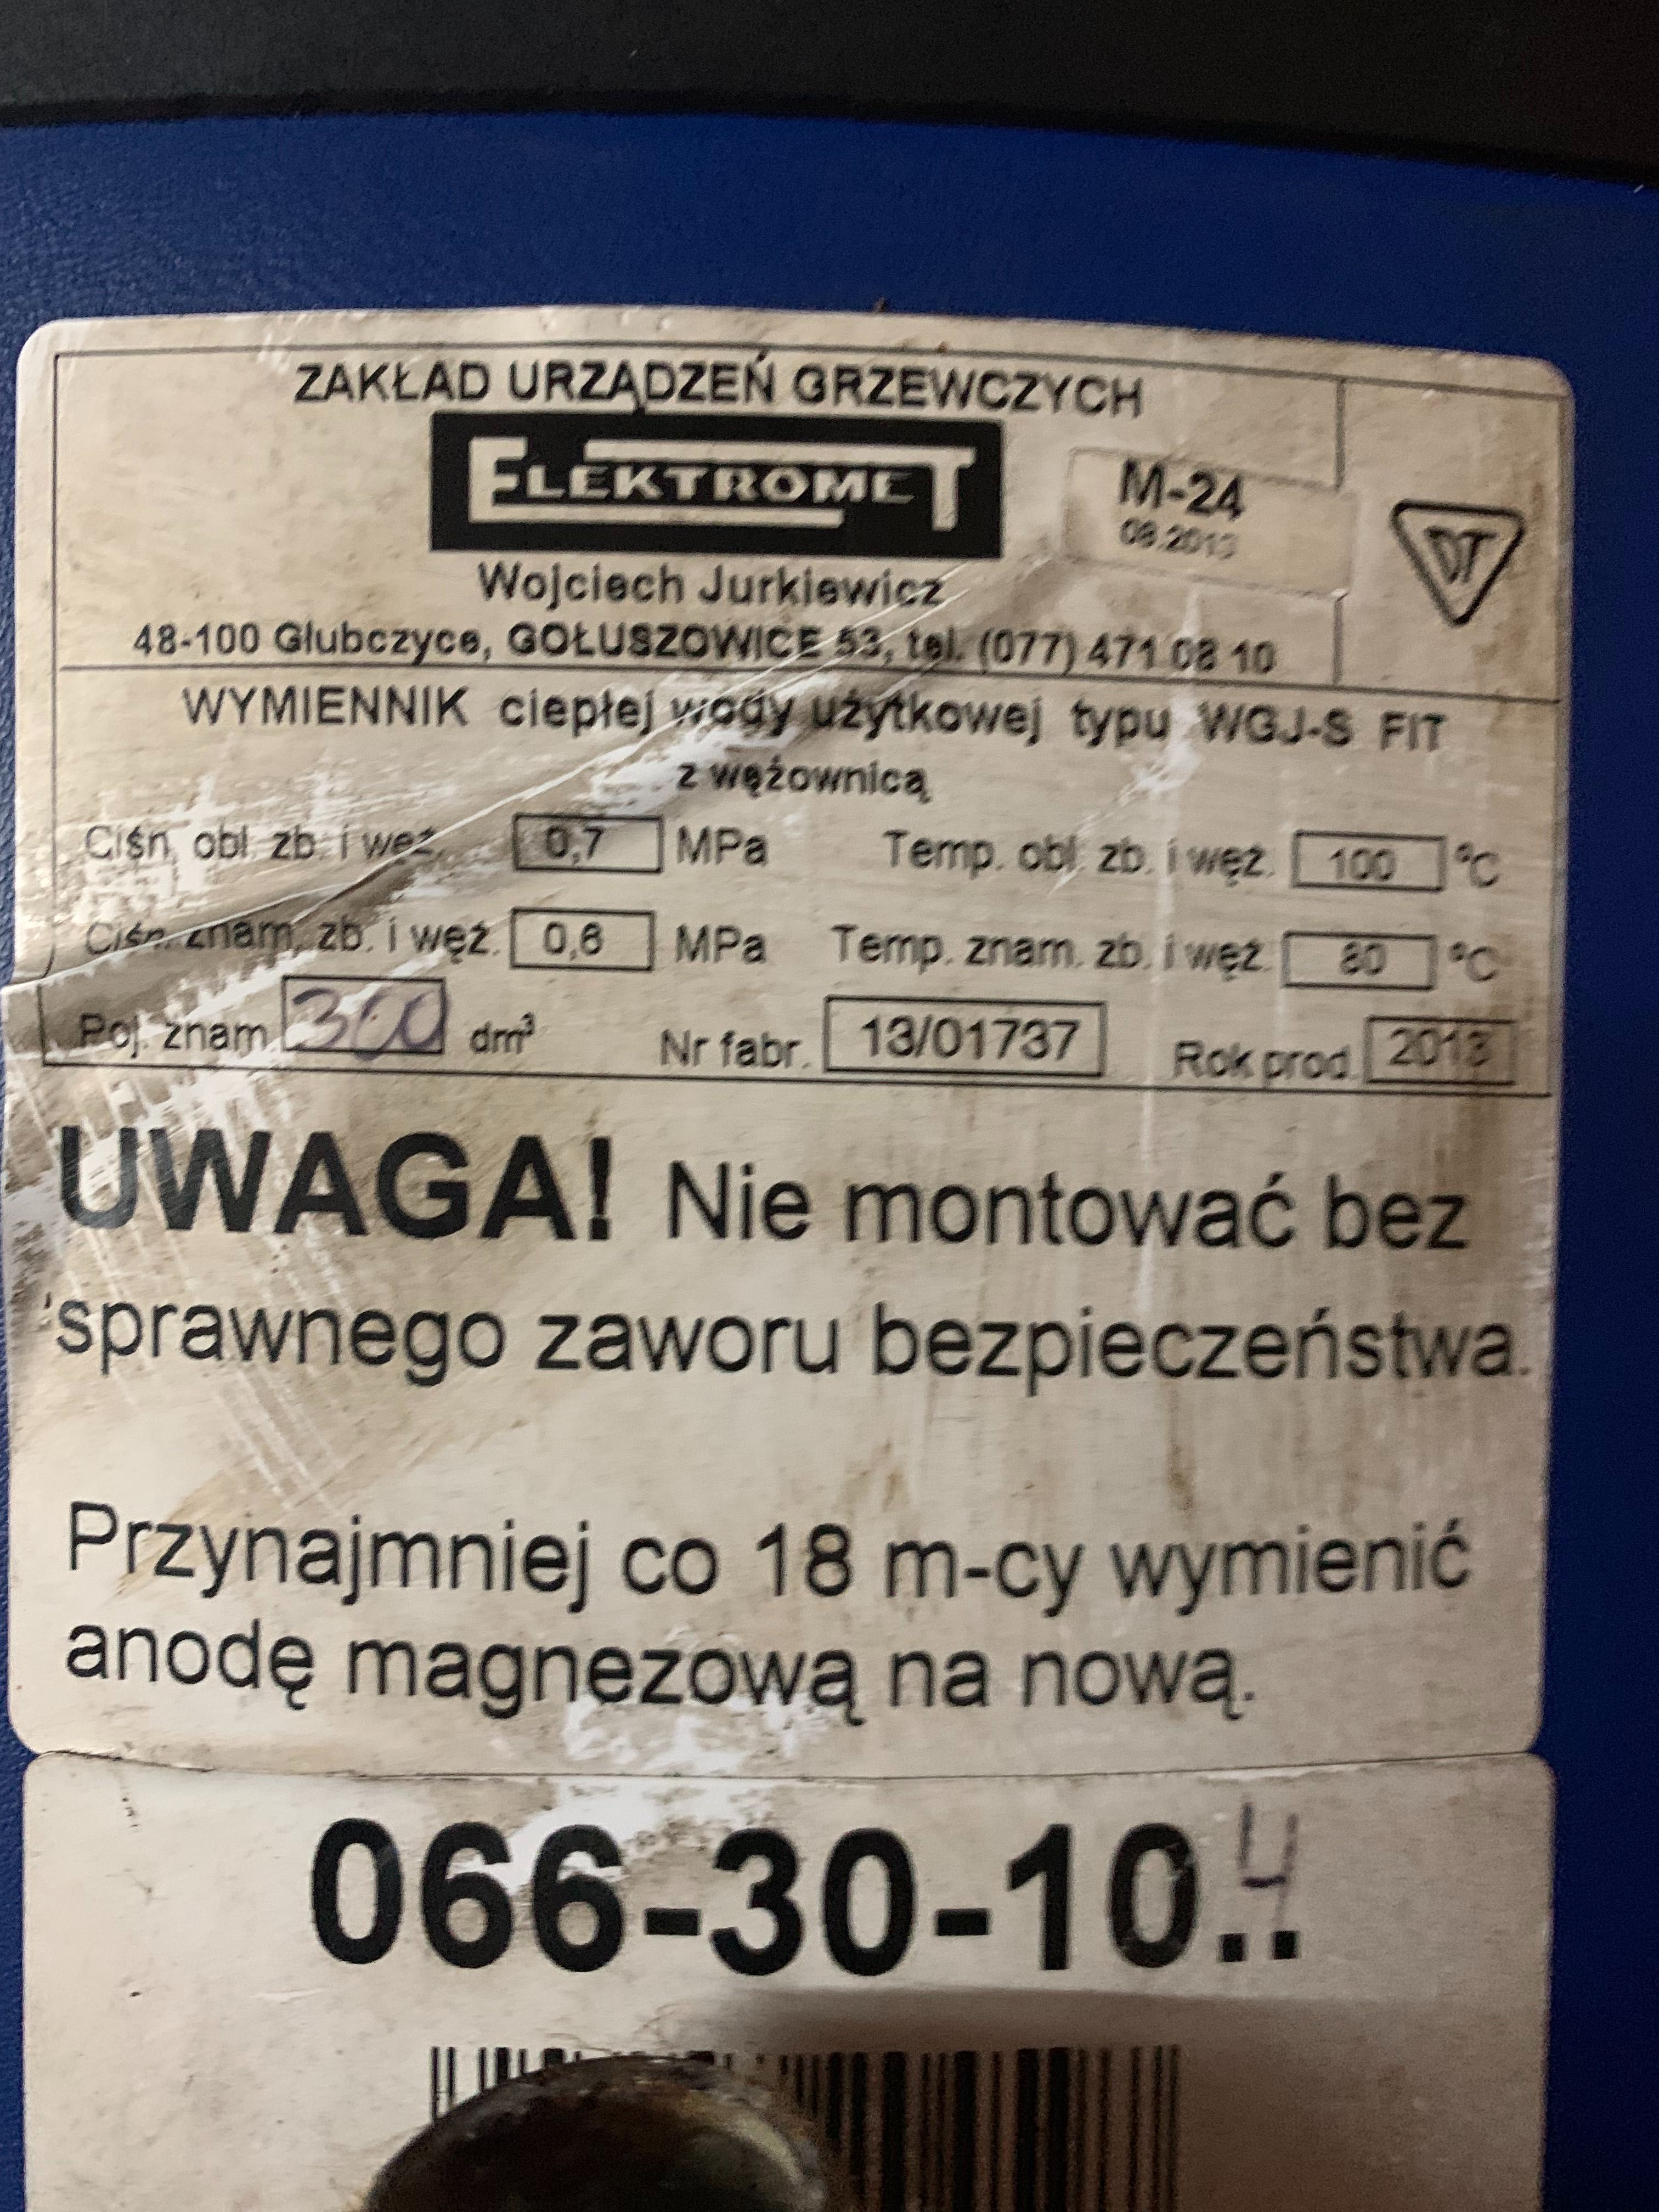 ZAKŁAD URZĄDZEŃ GRZEWCZYCH
ELEKTROMET
M-24
08.2013
DT
Wojciech Jurkiewicz
48-100 Głubczyce, GOŁUSZOWICE 53, tel. (077) 471 08 10
WYMIENNIK ciepłej wody użytkowej typu WGJ-S FIT
z wężownicą
Ciśn. obl. zb. i węż. 0,7 MPa Temp. obl. zb. i węż. 100 °C
Ciśn. znam. zb. i węż. 0,6 MPa Temp. znam. zb. i węż. 80 °C
Poj. znam. 300 dm³ Nr fabr. 13/01737 Rok prod. 2013
UWAGA! Nie montować bez
sprawnego zaworu bezpieczeństwa.
Przynajmniej co 18 m-cy wymienić
anodę magnezową na nową.
066-30-10..4